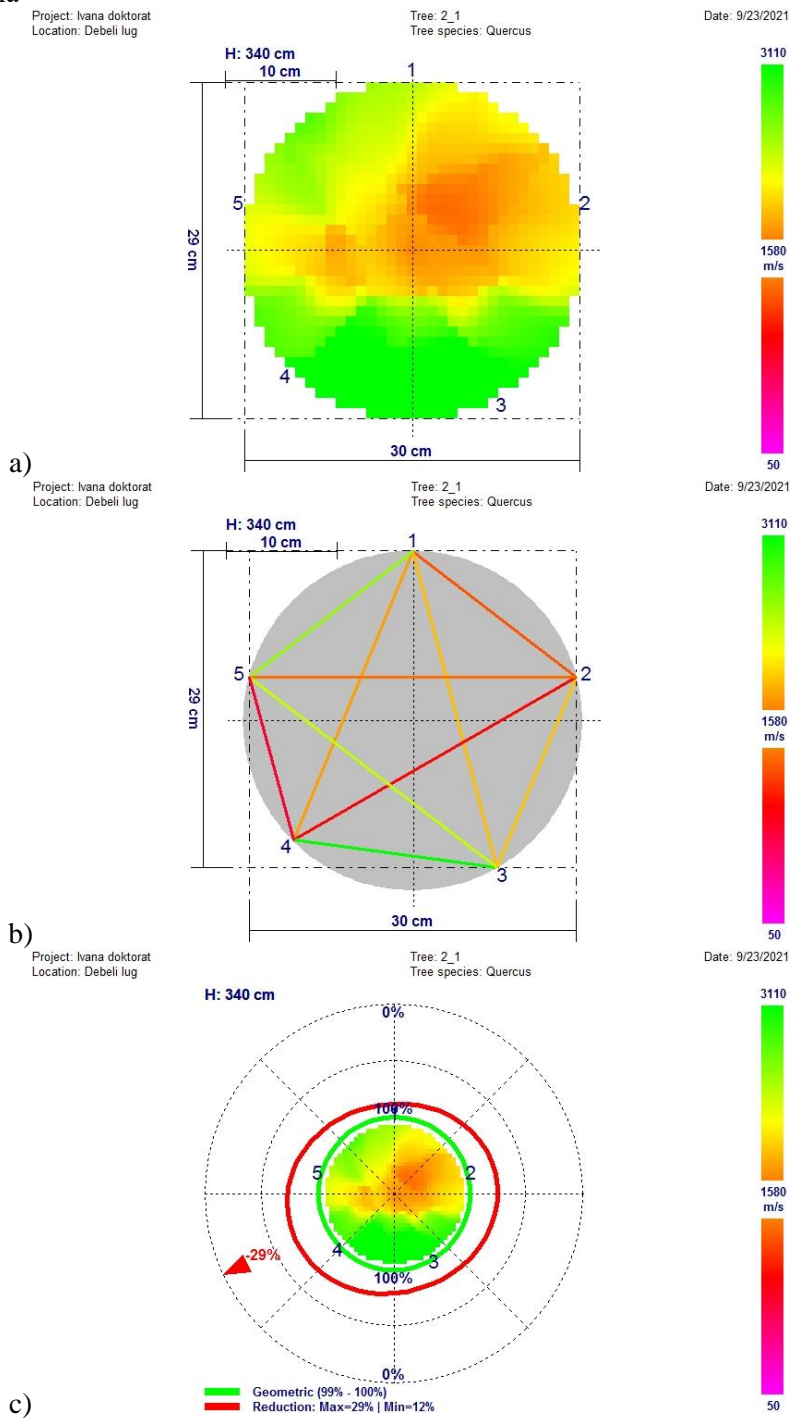 na
Project: Ivana doktorat Tree: 2_1 Date: 9/23/2021
Location: Debeli lug Tree species: Quercus
H: 340 cm
10 cm
1
3110
5
2
29 cm
1580
m/s
4
3
30 cm
50
a)
Project: Ivana doktorat Tree: 2_1 Date: 9/23/2021
Location: Debeli lug Tree species: Quercus
H: 340 cm
10 cm
1
3110
5
2
29 cm
1580
m/s
4
3
30 cm
50
b)
Project: Ivana doktorat Tree: 2_1 Date: 9/23/2021
Location: Debeli lug Tree species: Quercus
H: 340 cm
3110
0%
100%
5
2
1580
m/s
4
3
-29%
100%
0%
Geometric (99% - 100%)
Reduction: Max=29% | Min=12%
50
c)